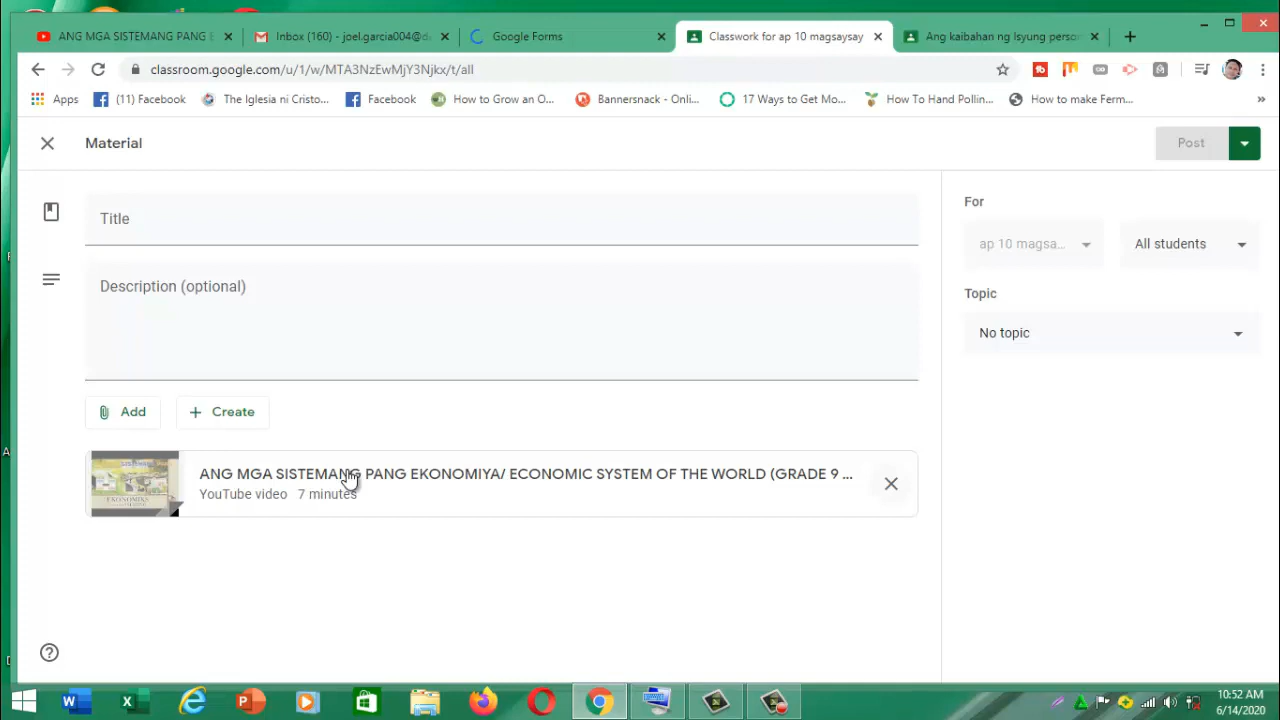 ANG MGA SISTEMANG PANG E
Inbox (160) - joel.garcia004@d
Google Forms
Classwork for ap 10 magsaysay
Ang kaibahan ng Isyung person
classroom.google.com/u/1/w/MTA3NzEwMjY3Njkx/t/all
Apps
(11) Facebook
The Iglesia ni Cristo...
Facebook
How to Grow an O...
Bannersnack - Onli...
17 Ways to Get Mo...
How To Hand Pollin...
How to make Ferm...
»
Material
Post
Title
For
ap 10 magsa...
All students
Description (optional)
Topic
No topic
Add
Create
ANG MGA SISTEMANG PANG EKONOMIYA/ ECONOMIC SYSTEM OF THE WORLD (GRADE 9 ...
YouTube video 7 minutes
10:52 AM
6/14/2020